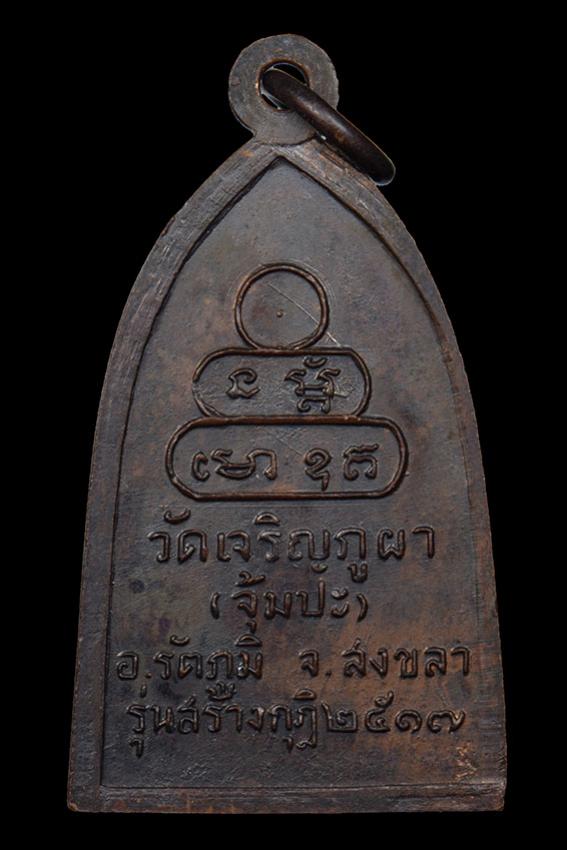 วัดเจริญภูผา
(จุ้มปะ)
อ.รัตภูมิ จ.สงขลา
รุ่นสร้างกุฏิ๒๕๑๗